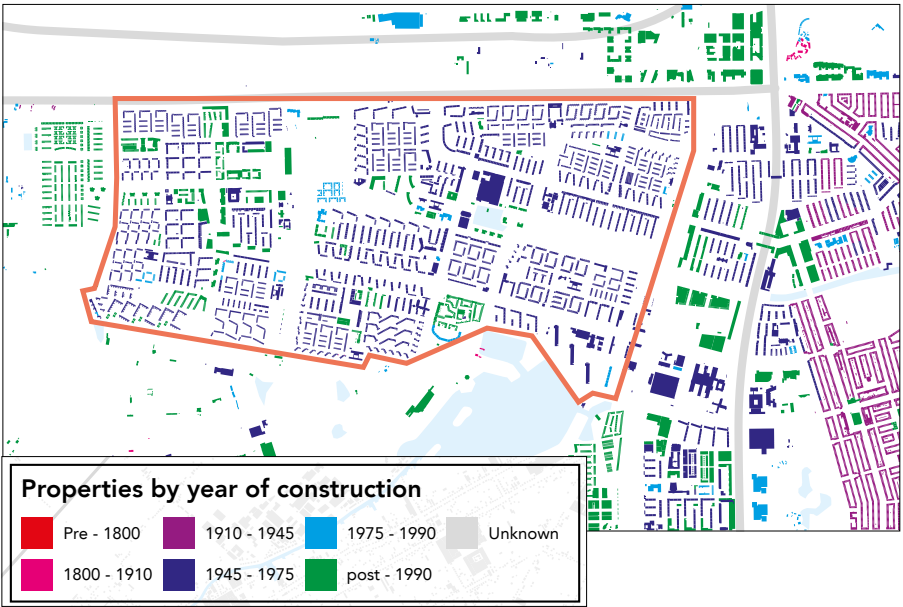 Properties by year of construction
Pre - 1800
1910 - 1945
1975 - 1990
Unknown
1800 - 1910
1945 - 1975
post - 1990